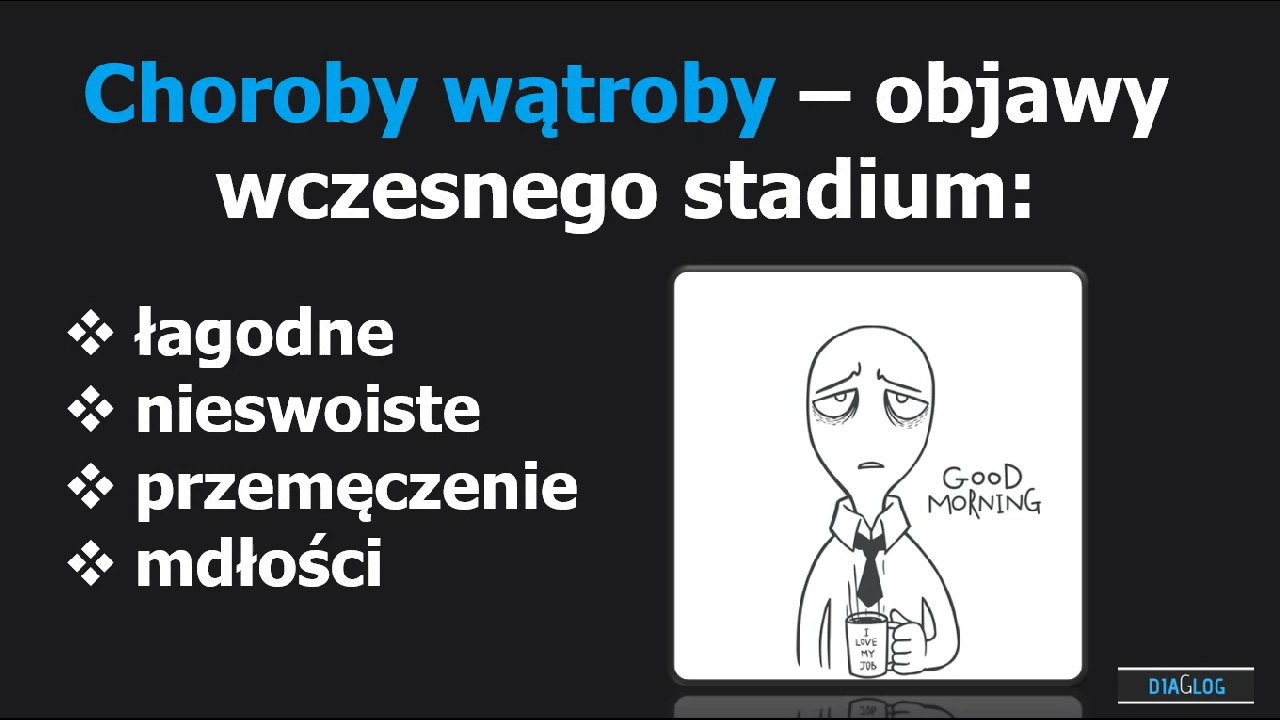 Choroby wątroby – objawy
wczesnego stadium:
❖ łagodne
❖ nieswoiste
❖ przemęczenie
❖ mdłości
GOOD
MORNING
I
LOVE
MY
JOB
DIAGLOG